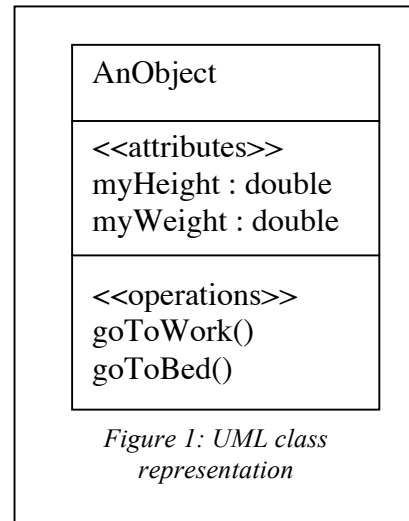 AnObject
<<attributes>>
myHeight : double
myWeight : double
<<operations>>
goToWork()
goToBed()
Figure 1: UML class
representation